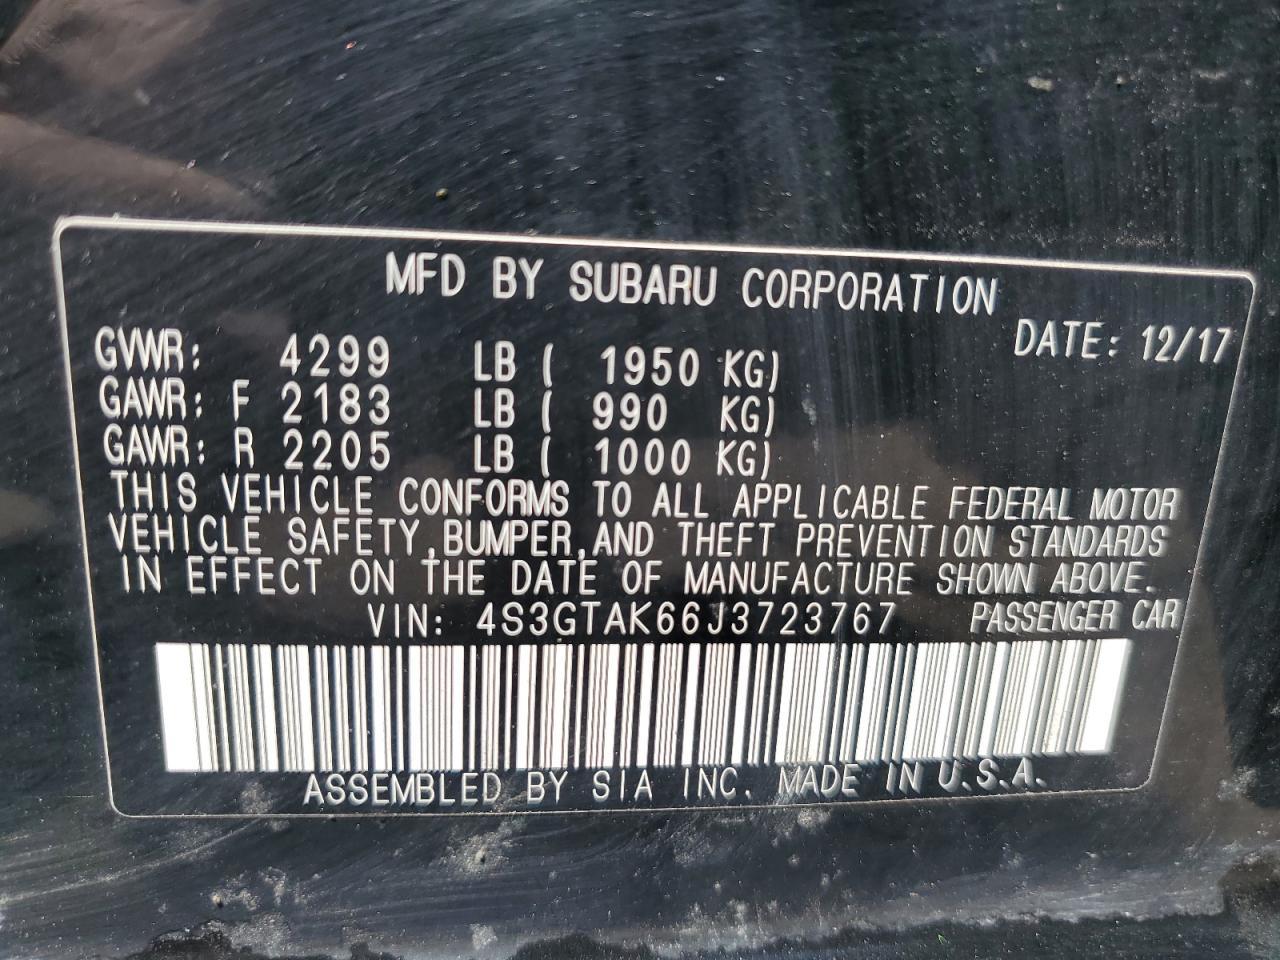 MFD BY SUBARU CORPORATION
DATE: 12/17
GVWR: 4299 LB ( 1950 KG)
GAWR: F 2183 LB ( 990 KG)
GAWR: R 2205 LB ( 1000 KG)
THIS VEHICLE CONFORMS TO ALL APPLICABLE FEDERAL MOTOR
VEHICLE SAFETY,BUMPER,AND THEFT PREVENTION STANDARDS
IN EFFECT ON THE DATE OF MANUFACTURE SHOWN ABOVE.
VIN: 4S3GTAK66J3723767 PASSENGER CAR
ASSEMBLED BY SIA INC. MADE IN U.S.A.